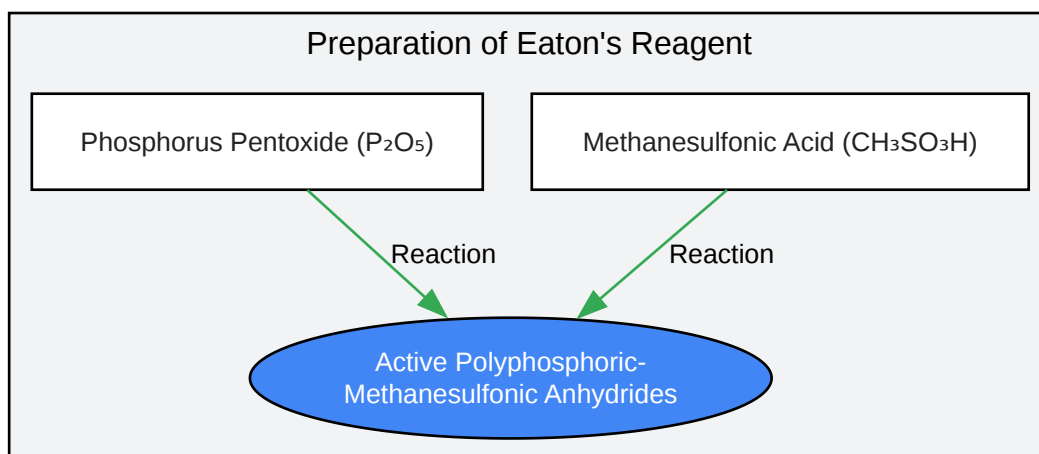 Preparation of Eaton's Reagent
Phosphorus Pentoxide (P₂O₅)
Methanesulfonic Acid (CH₃SO₃H)
Reaction
Reaction
Active Polyphosphoric-
Methanesulfonic Anhydrides